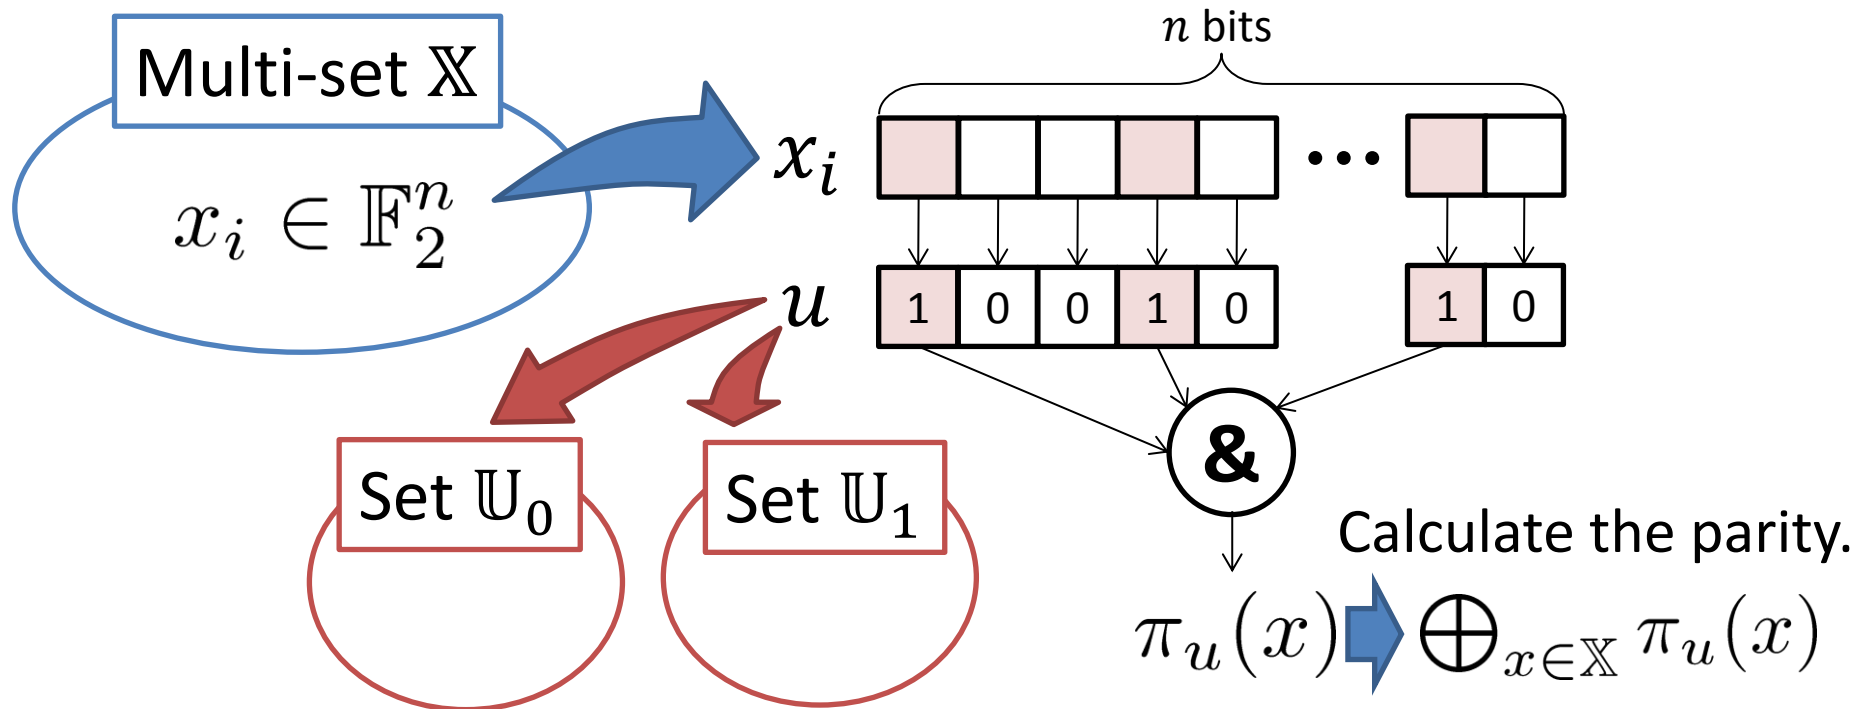 Multi-set 𝕏
x_i ∈ 𝔽_2^n
n bits
x_i
...
u
1 0 0 1 0 1 0
&
Set 𝕌_0
Set 𝕌_1
Calculate the parity.
π_u(x)
⊕_{x∈𝕏} π_u(x)